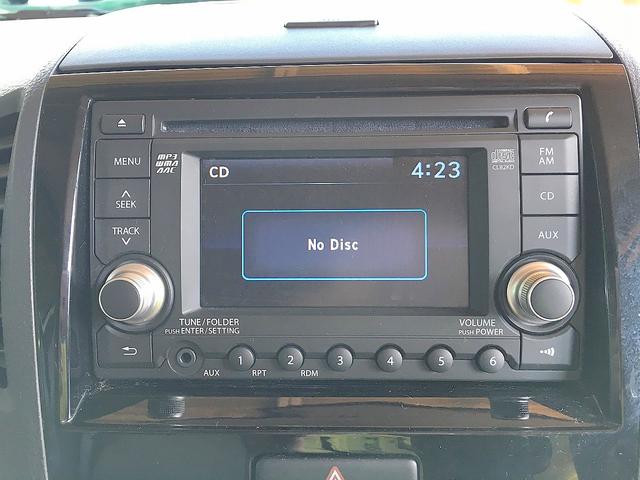 MENU
MP3
WMA
AAC
CD
4:23
CLB2KD
FM
AM
SEEK
CD
TRACK
No Disc
AUX
TUNE/FOLDER
PUSH ENTER/SETTING
VOLUME
PUSH POWER
1
2
3
4
5
6
AUX
RPT
RDM